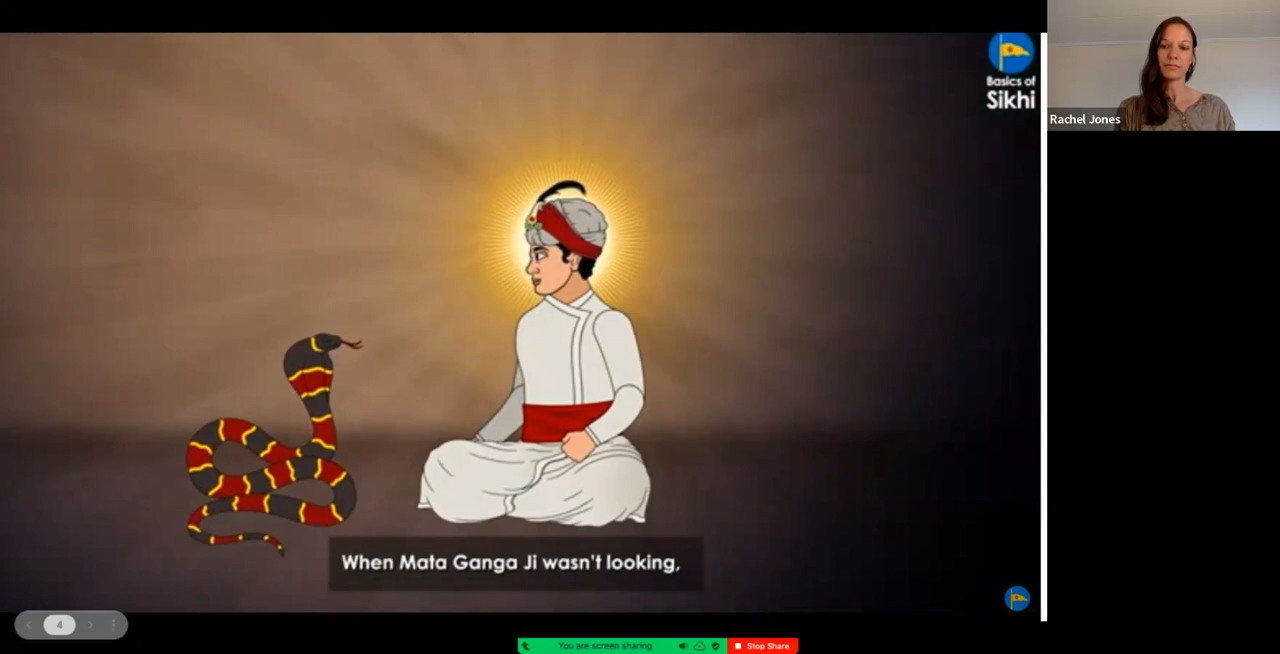 Basics of
Sikhi
Rachel Jones
When Mata Ganga Ji wasn't looking,
4
You are screen sharing
Stop Share